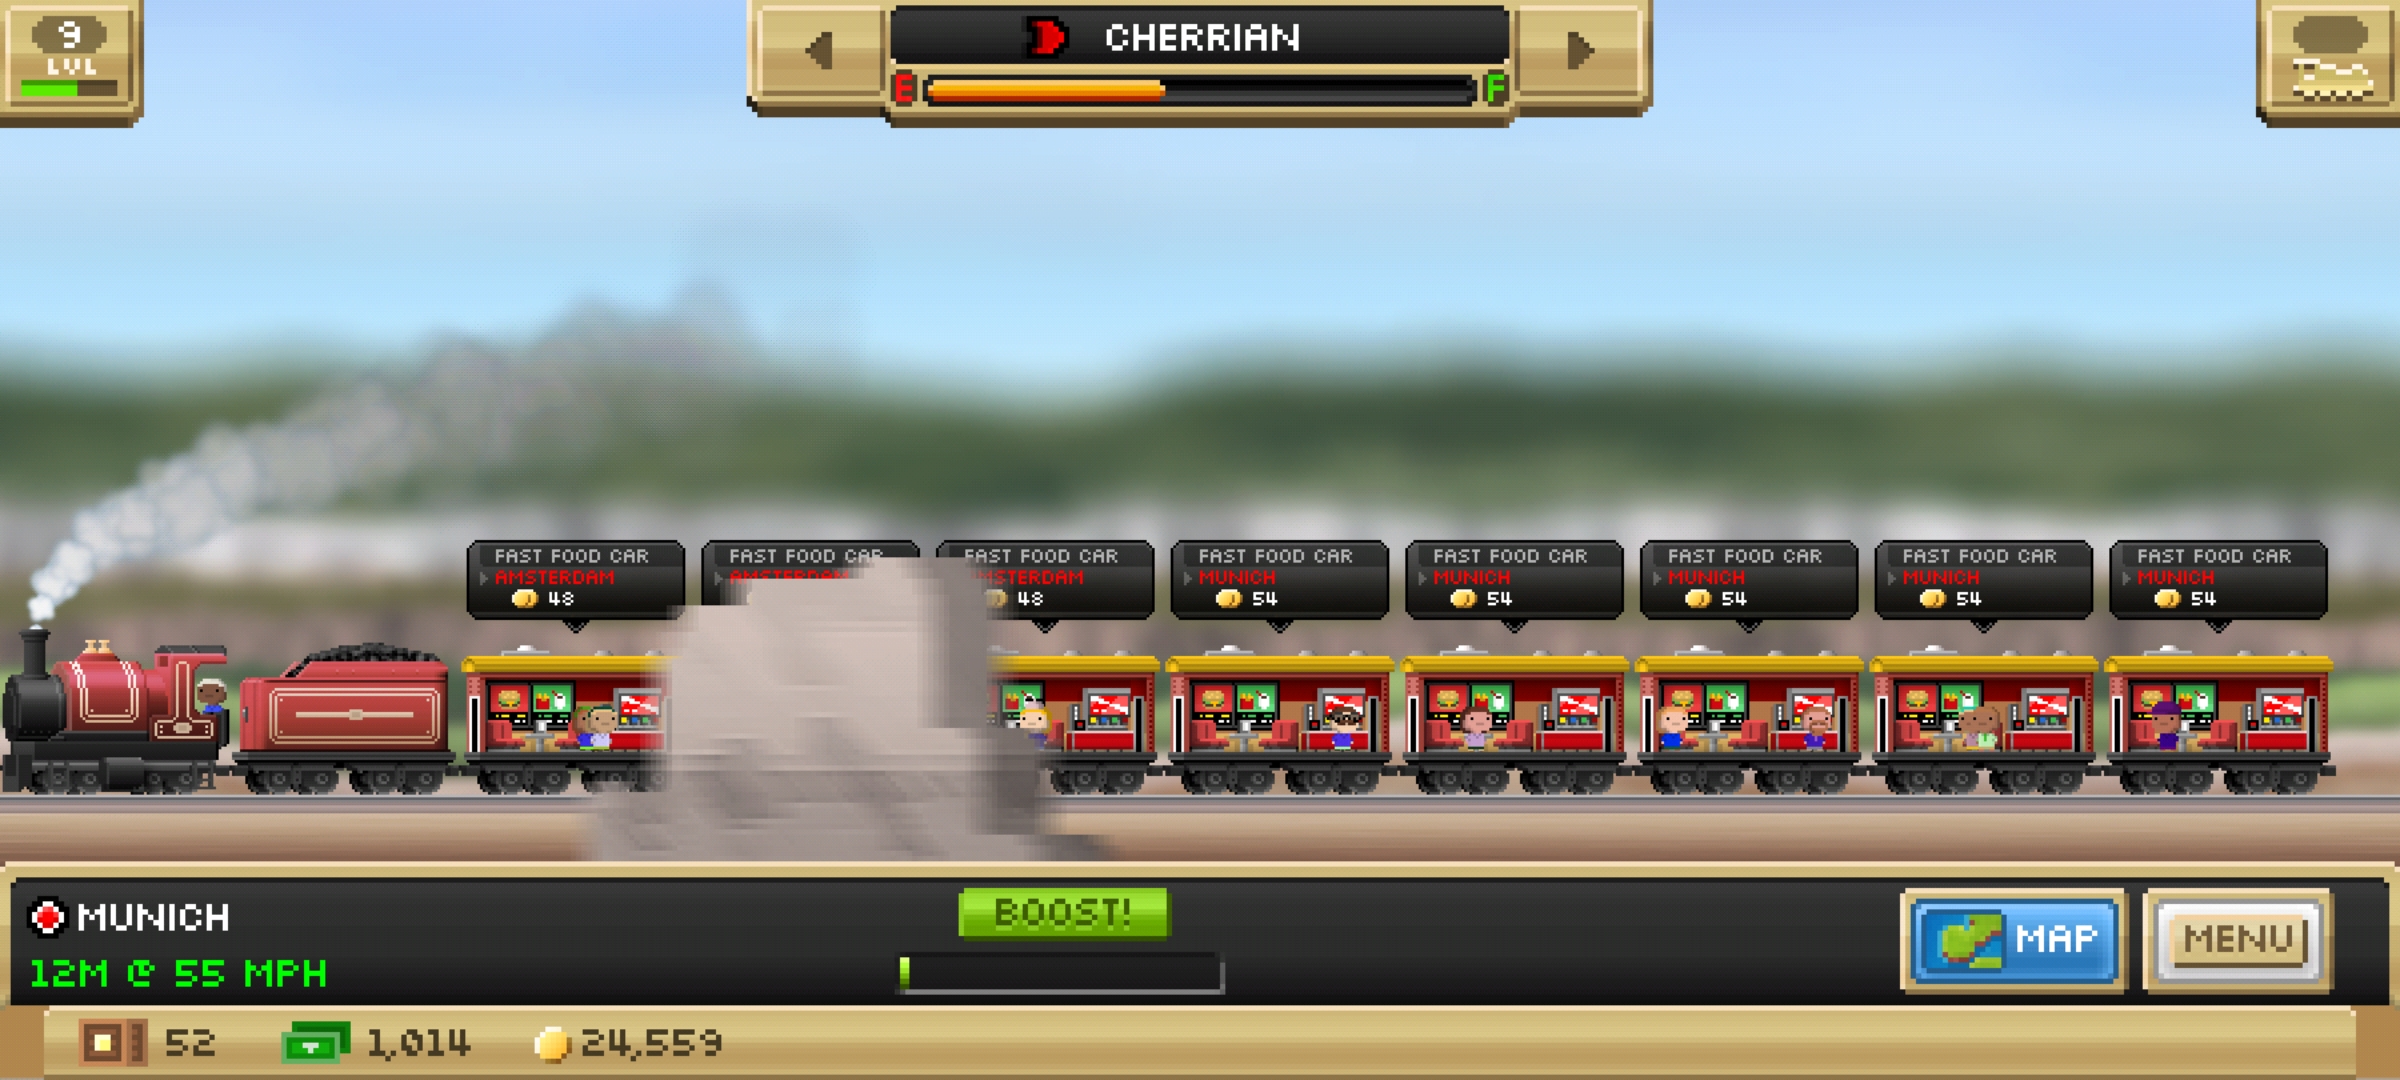 9
LVL
CHERRIAN
E
F
FAST FOOD CAR
AMSTERDAM
48
FAST FOOD CAR
AMSTERDAM
FAST FOOD CAR
AMSTERDAM
48
FAST FOOD CAR
MUNICH
54
FAST FOOD CAR
MUNICH
54
FAST FOOD CAR
MUNICH
54
FAST FOOD CAR
MUNICH
54
FAST FOOD CAR
MUNICH
54
MUNICH
12M @ 55 MPH
BOOST!
MAP
MENU
52
1,014
24,559